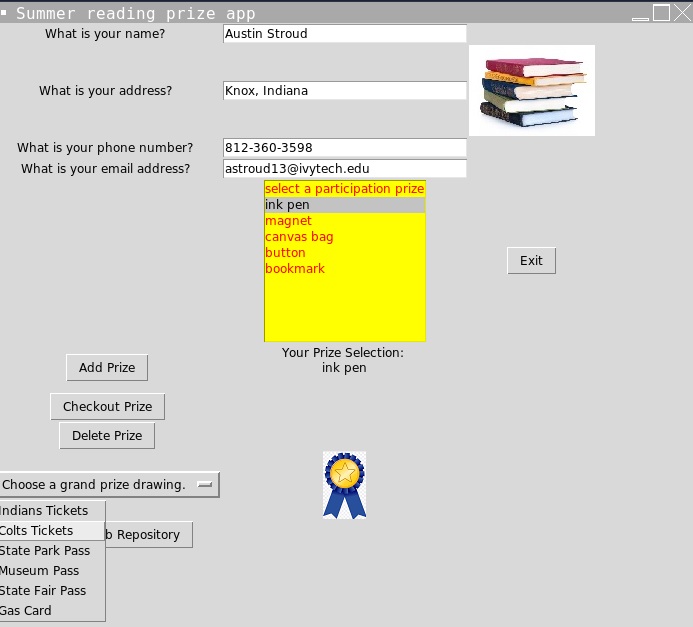 Summer reading prize app
What is your name?
Austin Stroud
What is your address?
Knox, Indiana
What is your phone number?
812-360-3598
What is your email address?
astroud13@ivytech.edu
select a participation prize
ink pen
magnet
canvas bag
button
bookmark
Exit
Your Prize Selection:
ink pen
Add Prize
Checkout Prize
Delete Prize
Choose a grand prize drawing.
Indians Tickets
Colts Tickets
State Park Pass
Museum Pass
State Fair Pass
Gas Card
b Repository